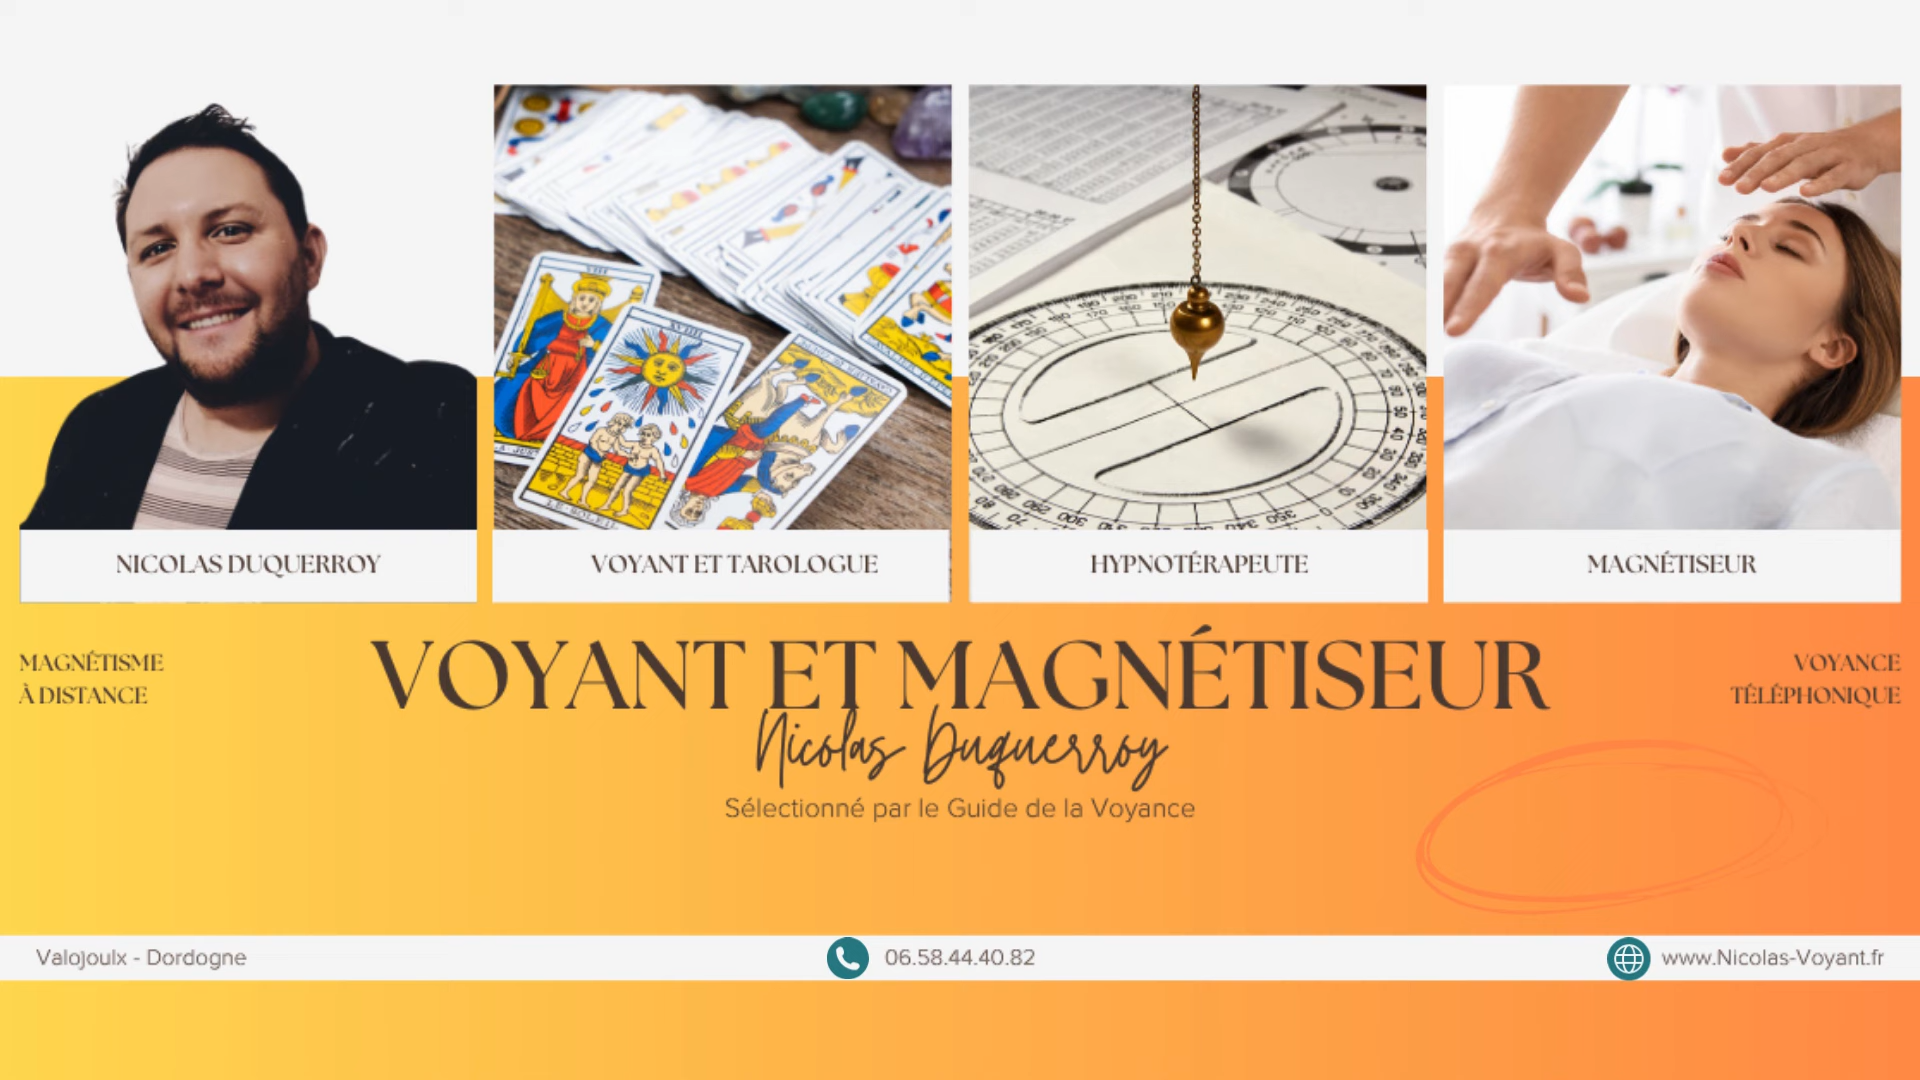 NICOLAS DUQUERROY
VOYANT ET TAROLOGUE
HYPNOTÉRAPEUTE
MAGNÉTISEUR
MAGNÉTISME
À DISTANCE
VOYANT ET MAGNÉTISEUR
VOYANCE
TÉLÉPHONIQUE
Nicolas Duquerroy
Sélectionné par le Guide de la Voyance
Valojoulx - Dordogne
06.58.44.40.82
www.Nicolas-Voyant.fr